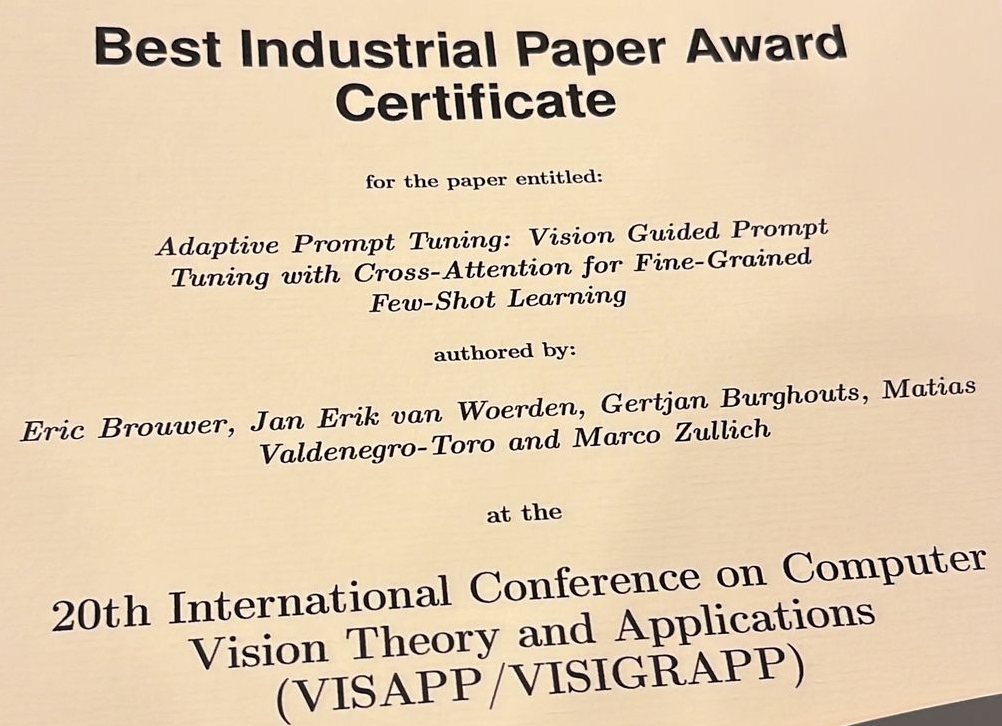 Best Industrial Paper Award
Certificate
for the paper entitled:
Adaptive Prompt Tuning: Vision Guided Prompt
Tuning with Cross-Attention for Fine-Grained
Few-Shot Learning
authored by:
Eric Brouwer, Jan Erik van Woerden, Gertjan Burghouts, Matias
Valdenegro-Toro and Marco Zullich
at the
20th International Conference on Computer
Vision Theory and Applications
(VISAPP/VISIGRAPP)